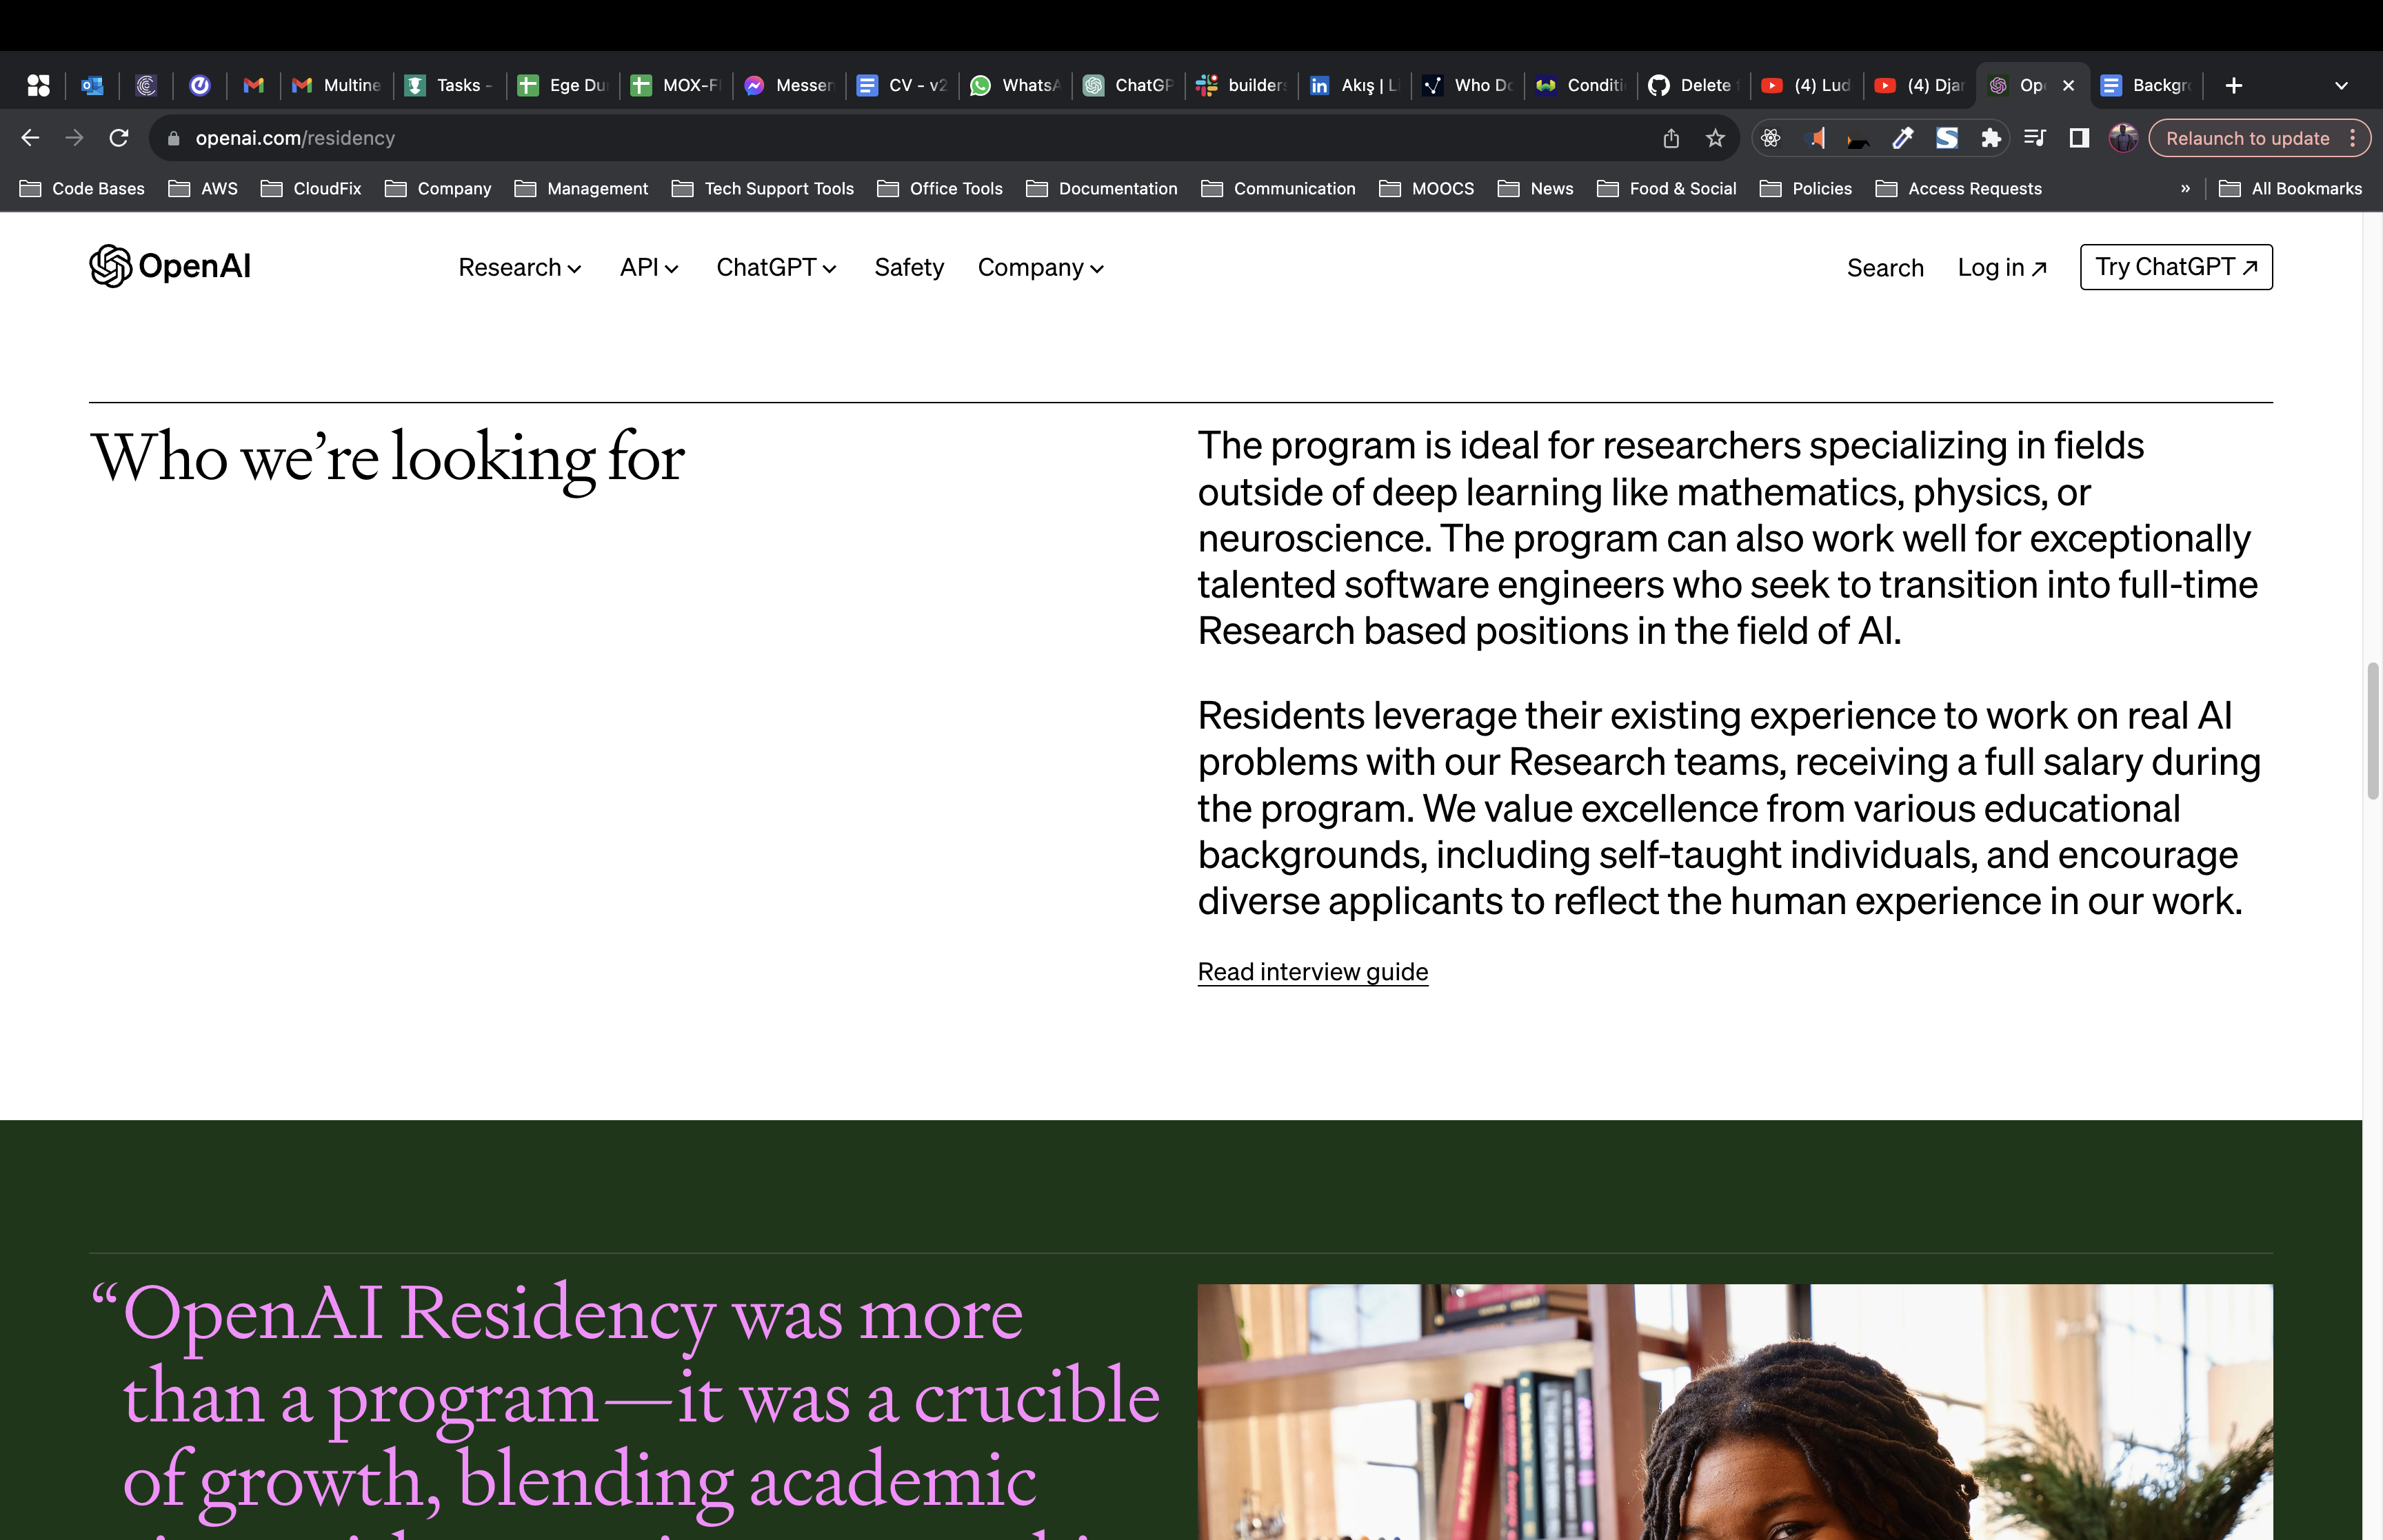 Multine
Tasks -
Ege Du
MOX-F
Messen
CV - v2
WhatsA
ChatGP
builders
Akış | L
Who Do
Conditi
Delete
(4) Lud
(4) Djar
Op
Backgr
openai.com/residency
Relaunch to update
Code Bases AWS CloudFix Company Management Tech Support Tools Office Tools Documentation Communication MOOCS News Food & Social Policies Access Requests » All Bookmarks
OpenAI
Research API ChatGPT Safety Company Search Log in ↗ Try ChatGPT ↗
Who we’re looking for
The program is ideal for researchers specializing in fields
outside of deep learning like mathematics, physics, or
neuroscience. The program can also work well for exceptionally
talented software engineers who seek to transition into full-time
Research based positions in the field of AI.
Residents leverage their existing experience to work on real AI
problems with our Research teams, receiving a full salary during
the program. We value excellence from various educational
backgrounds, including self-taught individuals, and encourage
diverse applicants to reflect the human experience in our work.
Read interview guide
“OpenAI Residency was more
than a program—it was a crucible
of growth, blending academic